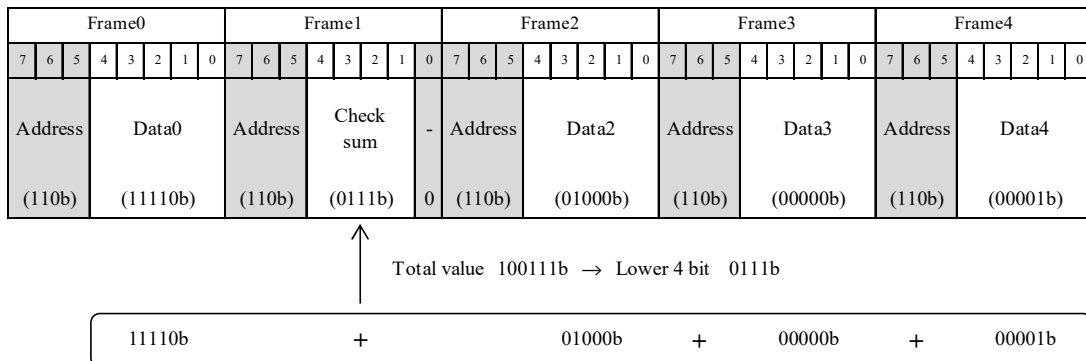 Frame0 Frame1 Frame2 Frame3 Frame4
7 6 5 4 3 2 1 0 7 6 5 4 3 2 1 0 7 6 5 4 3 2 1 0 7 6 5 4 3 2 1 0 7 6 5 4 3 2 1 0
Address Data0 Address Check sum - Address Data2 Address Data3 Address Data4
(110b) (11110b) (110b) (0111b) 0 (110b) (01000b) (110b) (00000b) (110b) (00001b)
Total value 100111b → Lower 4 bit 0111b
11110b + 01000b + 00000b + 00001b